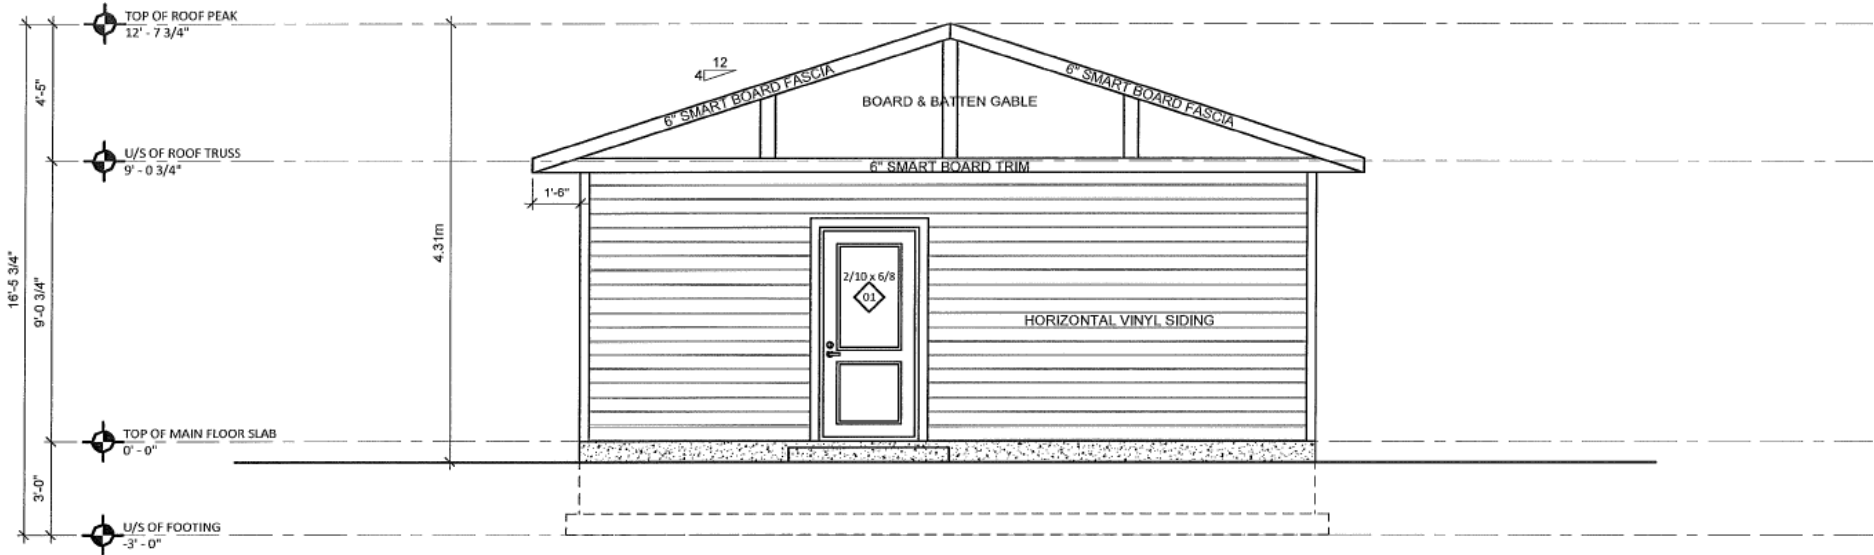 TOP OF ROOF PEAK
12' - 7 3/4"
12
4
4'-5"
6" SMART BOARD FASCIA
6" SMART BOARD FASCIA
BOARD & BATTEN GABLE
U/S OF ROOF TRUSS
9' - 0 3/4"
6" SMART BOARD TRIM
1'-6"
4.31m
16'-5 3/4"
9'-0 3/4"
2/10 x 6/8
01
HORIZONTAL VINYL SIDING
TOP OF MAIN FLOOR SLAB
0' - 0"
3'-0"
U/S OF FOOTING
-3' - 0"